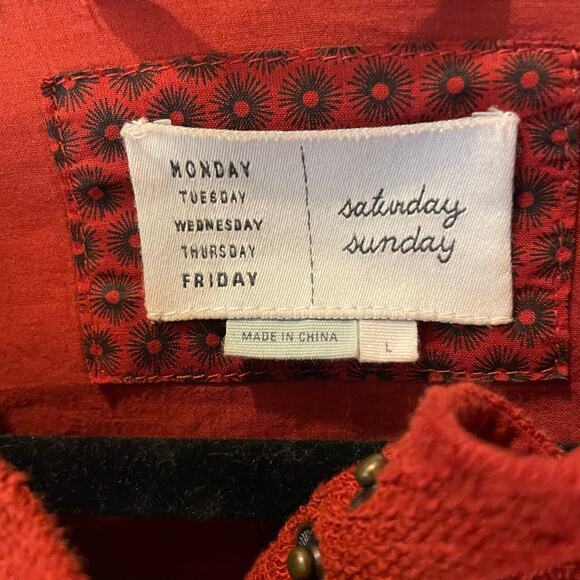 MONDAY
TUESDAY
WEDNESDAY
THURSDAY
FRIDAY
saturday
sunday
MADE IN CHINA
L